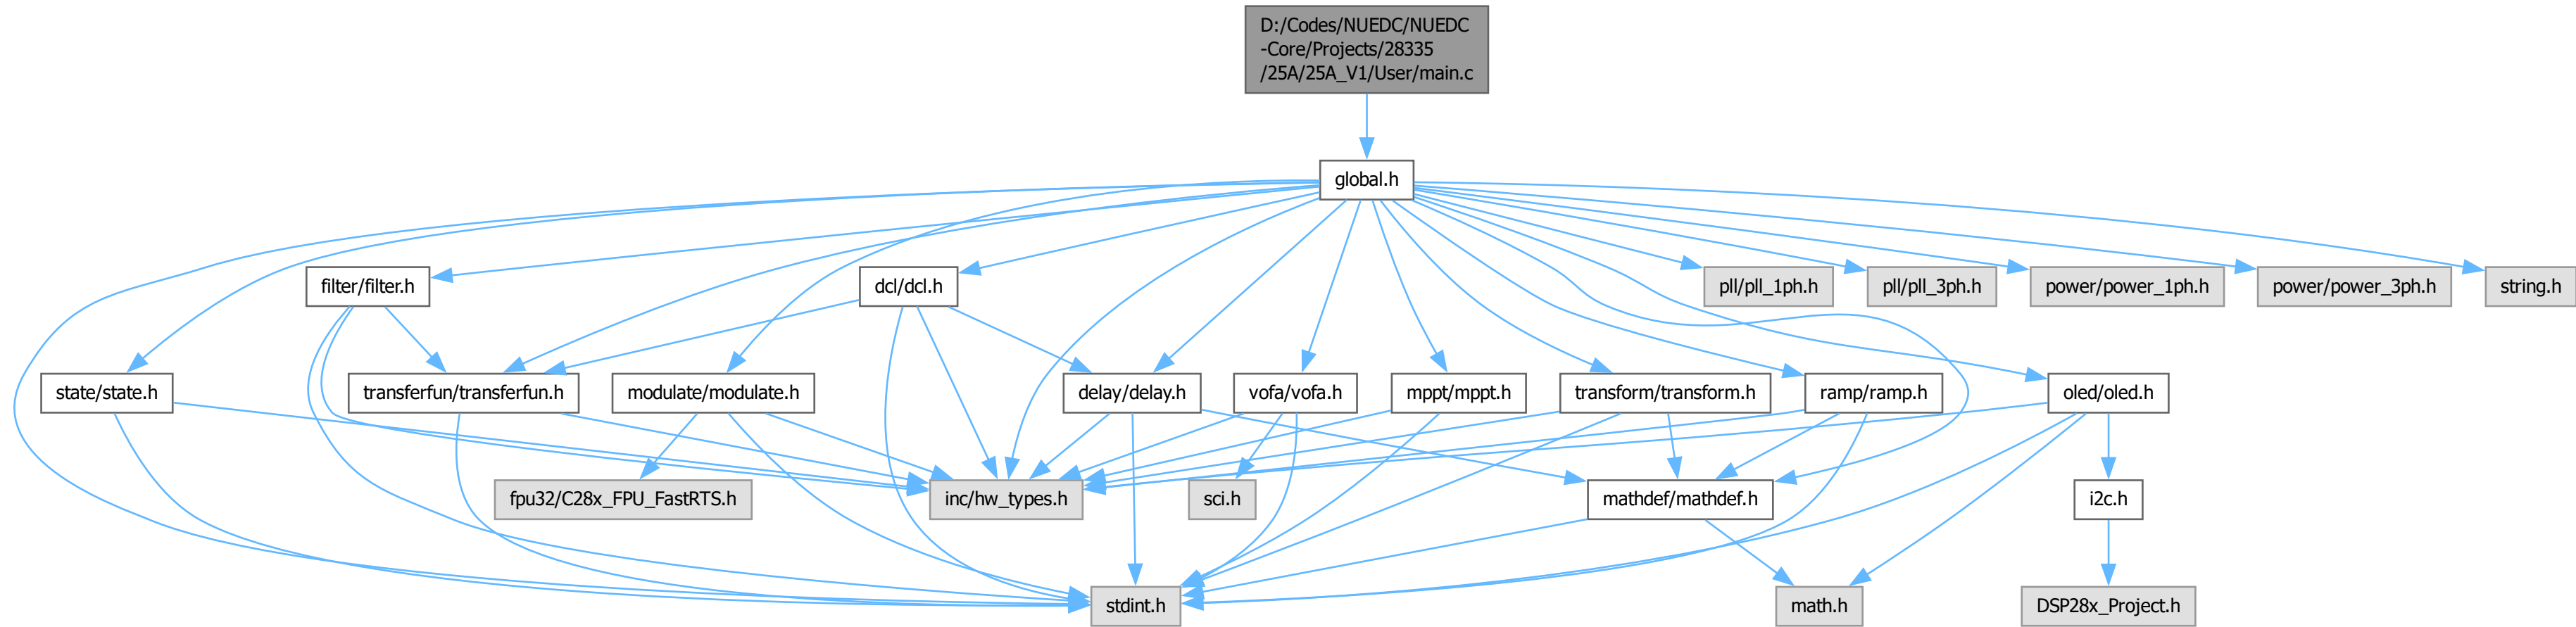 D:/Codes/NUEDC/NUEDC
-Core/Projects/28335
/25A/25A_V1/User/main.c
global.h
filter/filter.h
dcl/dcl.h
pll/pll_1ph.h
pll/pll_3ph.h
power/power_1ph.h
power/power_3ph.h
string.h
state/state.h
transferfun/transferfun.h
modulate/modulate.h
delay/delay.h
vofa/vofa.h
mppt/mppt.h
transform/transform.h
ramp/ramp.h
oled/oled.h
fpu32/C28x_FPU_FastRTS.h
inc/hw_types.h
sci.h
mathdef/mathdef.h
i2c.h
stdint.h
math.h
DSP28x_Project.h